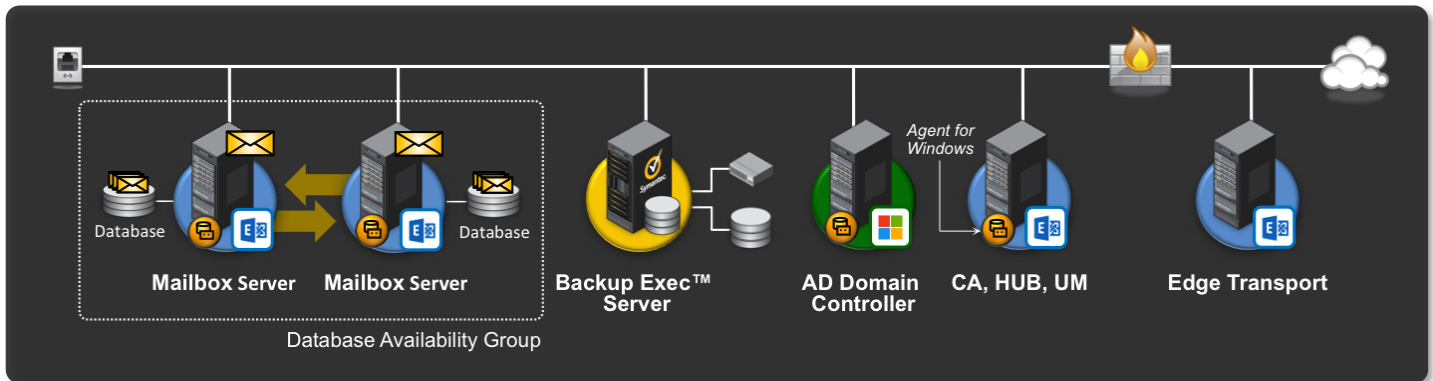 Agent for
Windows
Symantec.
Database
E
E
Database
E
E
Mailbox Server
Mailbox Server
Backup Exec™
Server
AD Domain
Controller
CA, HUB, UM
Edge Transport
Database Availability Group